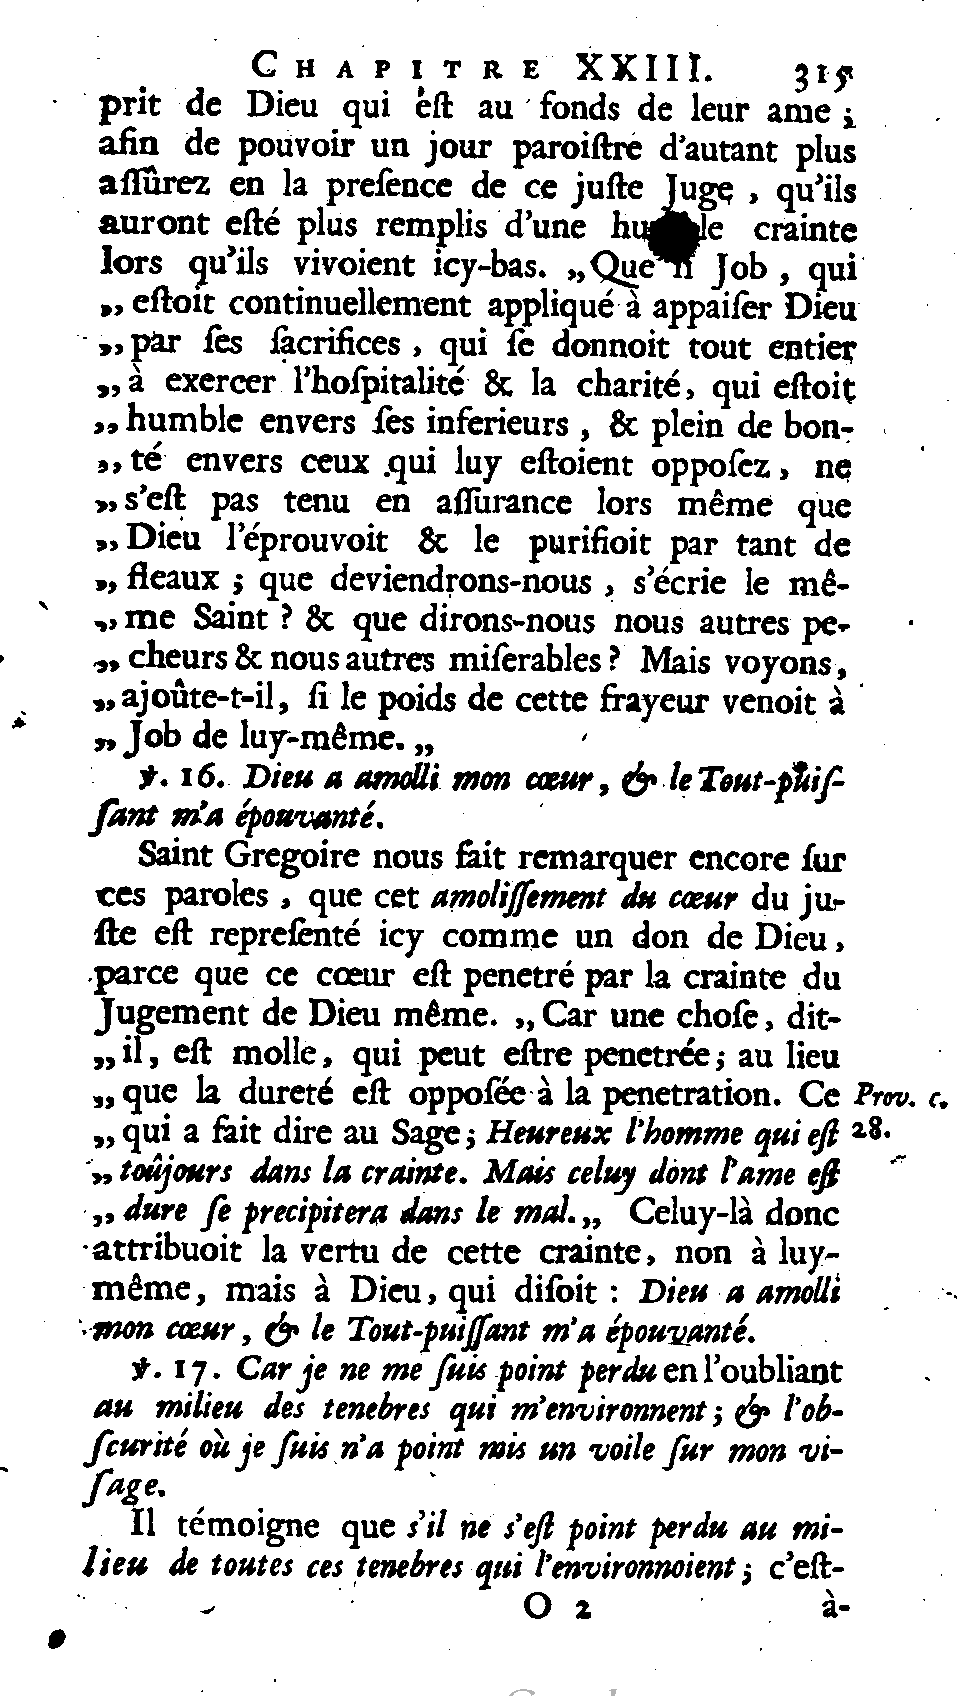 CHAPITRE XXIII. 315
prit de Dieu qui est au fonds de leur ame ;
afin de pouvoir un jour paroiſtre d'autant plus
aſſûrez en la preſence de ce juſte Juge , qu'ils
auront eſté plus remplis d'une crainte
lors qu'ils vivoient icy-bas. „Que ſi Job , qui
„ eſtoit continuellement appliqué à appaiſer Dieu
„ par ſes ſacrifices , qui ſe donnoit tout entier
„ à exercer l'hoſpitalité & la charité, qui eſtoit
„ humble envers ſes inferieurs , & plein de bon-
„ té envers ceux qui luy eſtoient oppoſez , ne
„ s'eſt pas tenu en aſſurance lors même que
„ Dieu l'éprouvoit & le purifioit par tant de
„ fleaux ; que deviendrons-nous , s'écrie le mê-
„ me Saint ? & que dirons-nous nous autres pe-
„ cheurs & nous autres miſerables ? Mais voyons,
„ ajoûte-t-il, ſi le poids de cette frayeur venoit à
„ Job de luy-même. „
℣. 16. Dieu a amolli mon cœur, & le Tout-puiſ-
ſant m'a épouvanté.
Saint Gregoire nous fait remarquer encore ſur
ces paroles , que cet amoliſſement du cœur du ju-
ſte eſt repreſenté icy comme un don de Dieu,
parce que ce cœur eſt penetré par la crainte du
Jugement de Dieu même. „Car une choſe, dit-
„ il, eſt molle, qui peut eſtre penetrée; au lieu
„ que la dureté eſt oppoſée à la penetration. Ce Prov. c.
„ qui a fait dire au Sage; Heureux l'homme qui eſt 28.
„ toûjours dans la crainte. Mais celuy dont l'ame eſt
„ dure ſe precipitera dans le mal.„ Celuy-là donc
attribuoit la vertu de cette crainte, non à luy-
même, mais à Dieu, qui diſoit : Dieu a amolli
mon cœur, & le Tout-puiſſant m'a épouvanté.
℣. 17. Car je ne me ſuis point perdu en l'oubliant
au milieu des tenebres qui m'environnent ; & l'ob-
ſcurité où je ſuis n'a point mis un voile ſur mon vi-
ſage.
Il témoigne que s'il ne s'eſt point perdu au mi-
lieu de toutes ces tenebres qui l'environnoient ; c'eſt-
O 2 à-